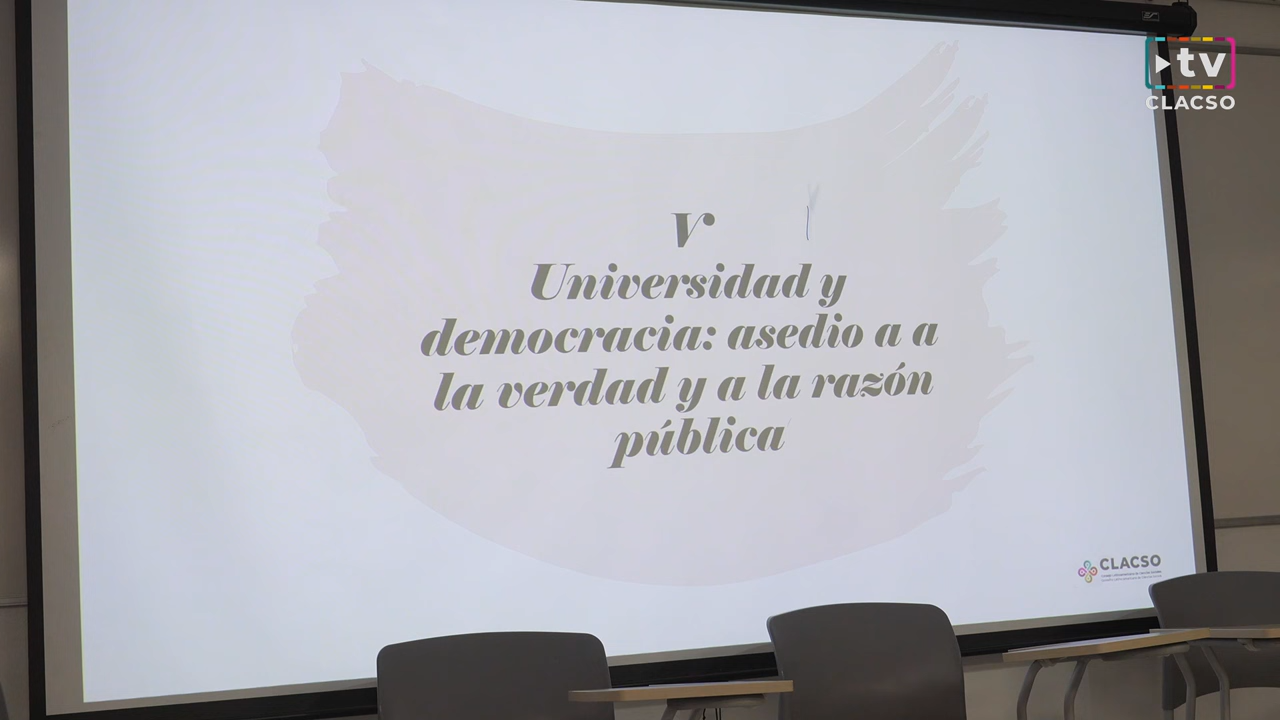 tv
CLACSO
V
Universidad y
democracia: asedio a a
la verdad y a la razón
pública
CLACSO